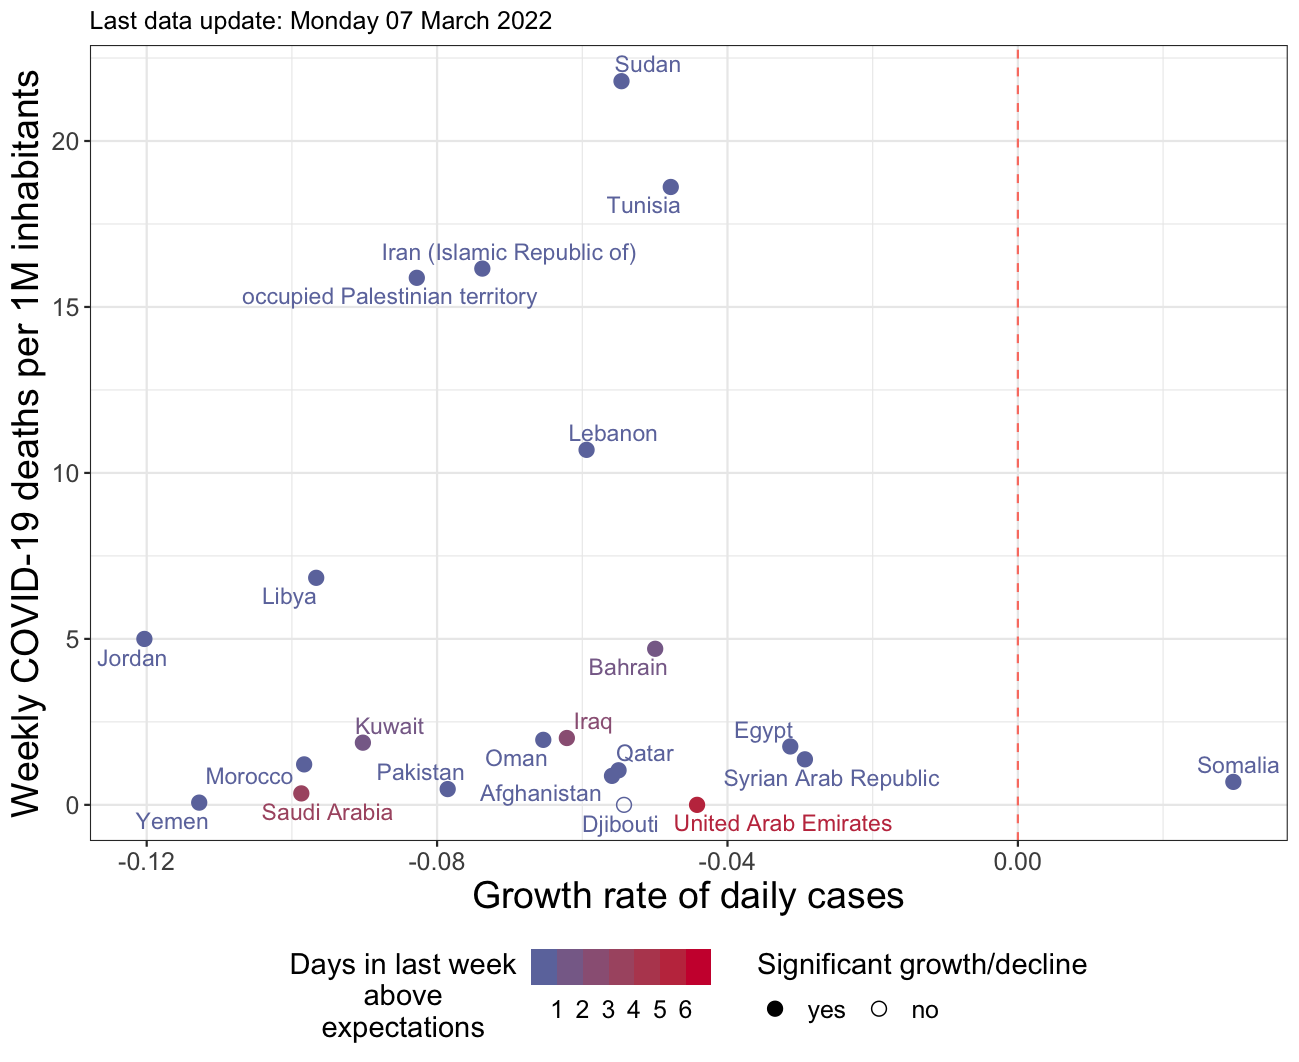 Last data update: Monday 07 March 2022
Weekly COVID-19 deaths per 1M inhabitants
20
15
10
5
0
Sudan
Tunisia
Iran (Islamic Republic of)
occupied Palestinian territory
Lebanon
Libya
Jordan
Bahrain
Kuwait
Iraq
Egypt
Oman
Qatar
Somalia
Morocco
Pakistan
Syrian Arab Republic
Afghanistan
Saudi Arabia
Yemen
Djibouti
United Arab Emirates
-0.12
-0.08
-0.04
0.00
Growth rate of daily cases
Days in last week
above
expectations
1 2 3 4 5 6
Significant growth/decline
yes no